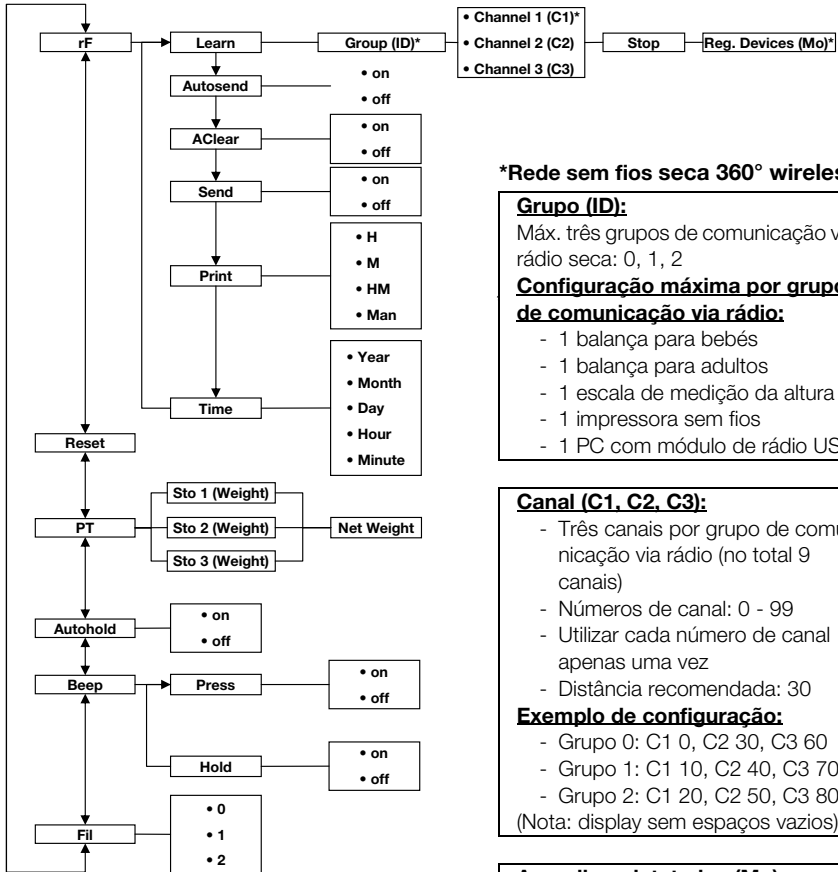 rF
Learn
Group (ID)*
• Channel 1 (C1)*
• Channel 2 (C2)
• Channel 3 (C3)
Stop
Reg. Devices (Mo)*
Autosend
• on
• off
AClear
• on
• off
Send
• on
• off
Print
• H
• M
• HM
• Man
Time
• Year
• Month
• Day
• Hour
• Minute
Reset
PT
Sto 1 (Weight)
Sto 2 (Weight)
Sto 3 (Weight)
Net Weight
Autohold
• on
• off
Beep
Press
• on
• off
Hold
• on
• off
Fil
• 0
• 1
• 2
*Rede sem fios seca 360° wireles
Grupo (ID):
Máx. três grupos de comunicação v
rádio seca: 0, 1, 2
Configuração máxima por grupo
de comunicação via rádio:
- 1 balança para bebés
- 1 balança para adultos
- 1 escala de medição da altura
- 1 impressora sem fios
- 1 PC com módulo de rádio US
Canal (C1, C2, C3):
- Três canais por grupo de comu
nicação via rádio (no total 9
canais)
- Números de canal: 0 - 99
- Utilizar cada número de canal
apenas uma vez
- Distância recomendada: 30
Exemplo de configuração:
- Grupo 0: C1 0, C2 30, C3 60
- Grupo 1: C1 10, C2 40, C3 70
- Grupo 2: C1 20, C2 50, C3 80
(Nota: display sem espaços vazios)